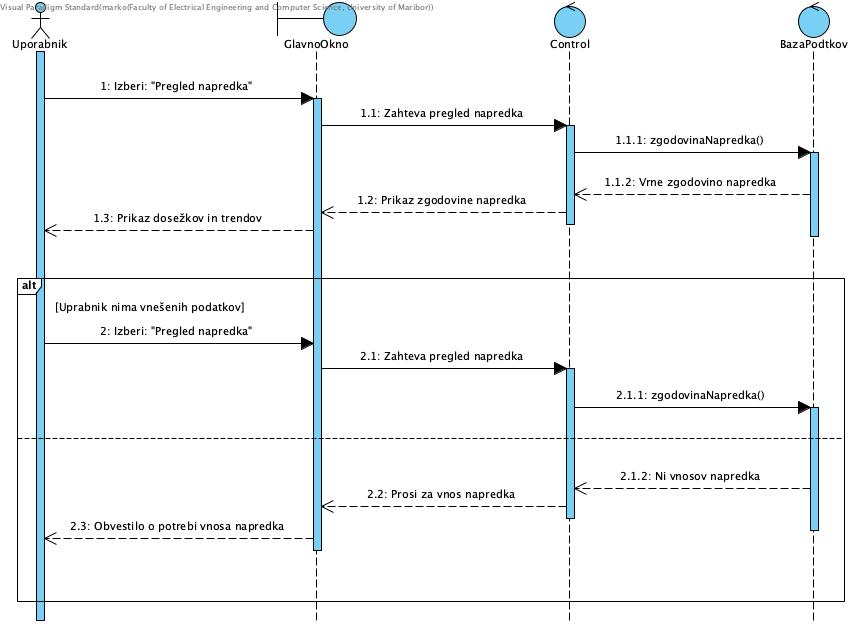 Visual Paradigm Standard(marko(Faculty of Electrical Engineering and Computer Science, University of Maribor))
Uporabnik
GlavnoOkno
Control
BazaPodtkov
1: Izberi: "Pregled napredka"
1.1: Zahteva pregled napredka
1.1.1: zgodovinaNapredka()
1.1.2: Vrne zgodovino napredka
1.2: Prikaz zgodovine napredka
1.3: Prikaz dosežkov in trendov
alt
[Uprabnik nima vnešenih podatkov]
2: Izberi: "Pregled napredka"
2.1: Zahteva pregled napredka
2.1.1: zgodovinaNapredka()
2.1.2: Ni vnosov napredka
2.2: Prosi za vnos napredka
2.3: Obvestilo o potrebi vnosa napredka